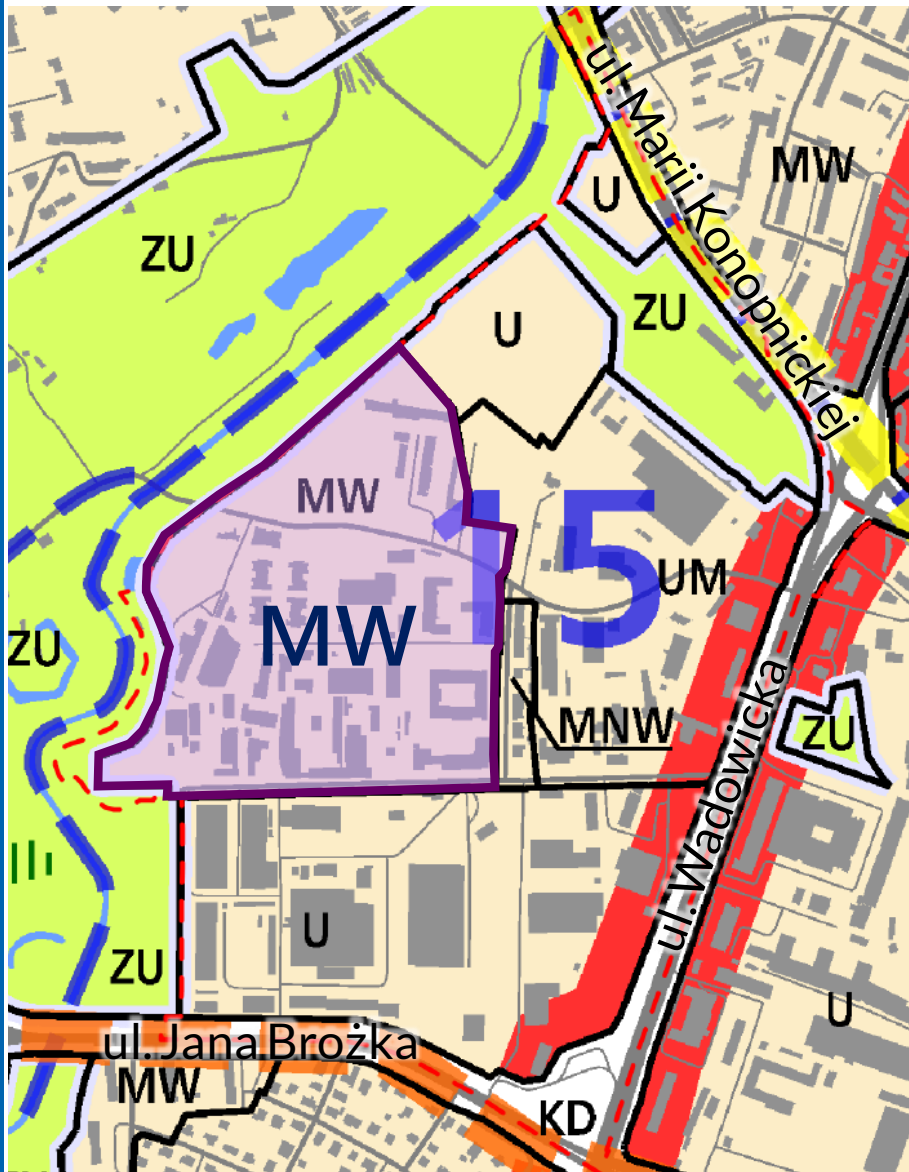 ul. Marii Konopnickiej
MW
U
ZU
ZU
U
MW
15
UM
MW
ZU
MNW
ZU
ul. Wadowicka
U
ZU
U
ul. Jana Brożka
MW
KD